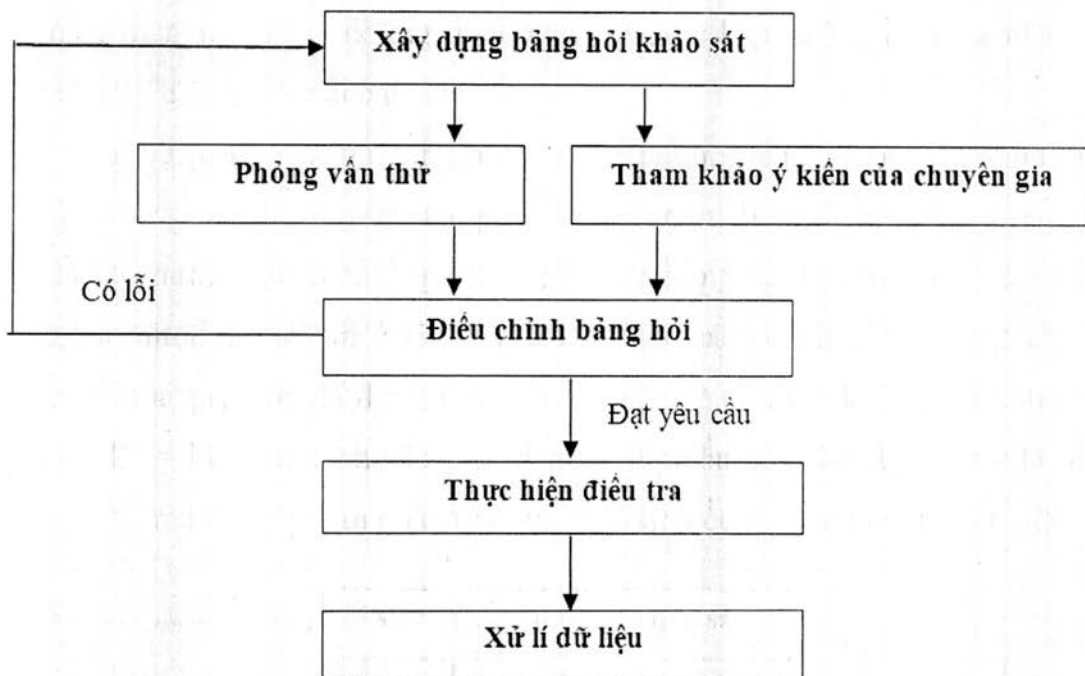 Xây dựng bảng hỏi khảo sát
Phỏng vấn thử
Tham khảo ý kiến của chuyên gia
Có lỗi
Điều chỉnh bảng hỏi
Đạt yêu cầu
Thực hiện điều tra
Xử lí dữ liệu